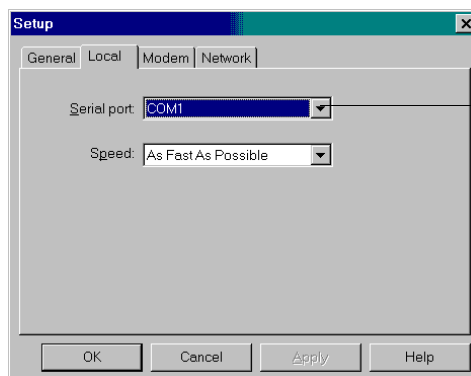 Setup
General Local Modem Network
Serial port: COM1
Speed: As Fast As Possible
OK Cancel Apply Help